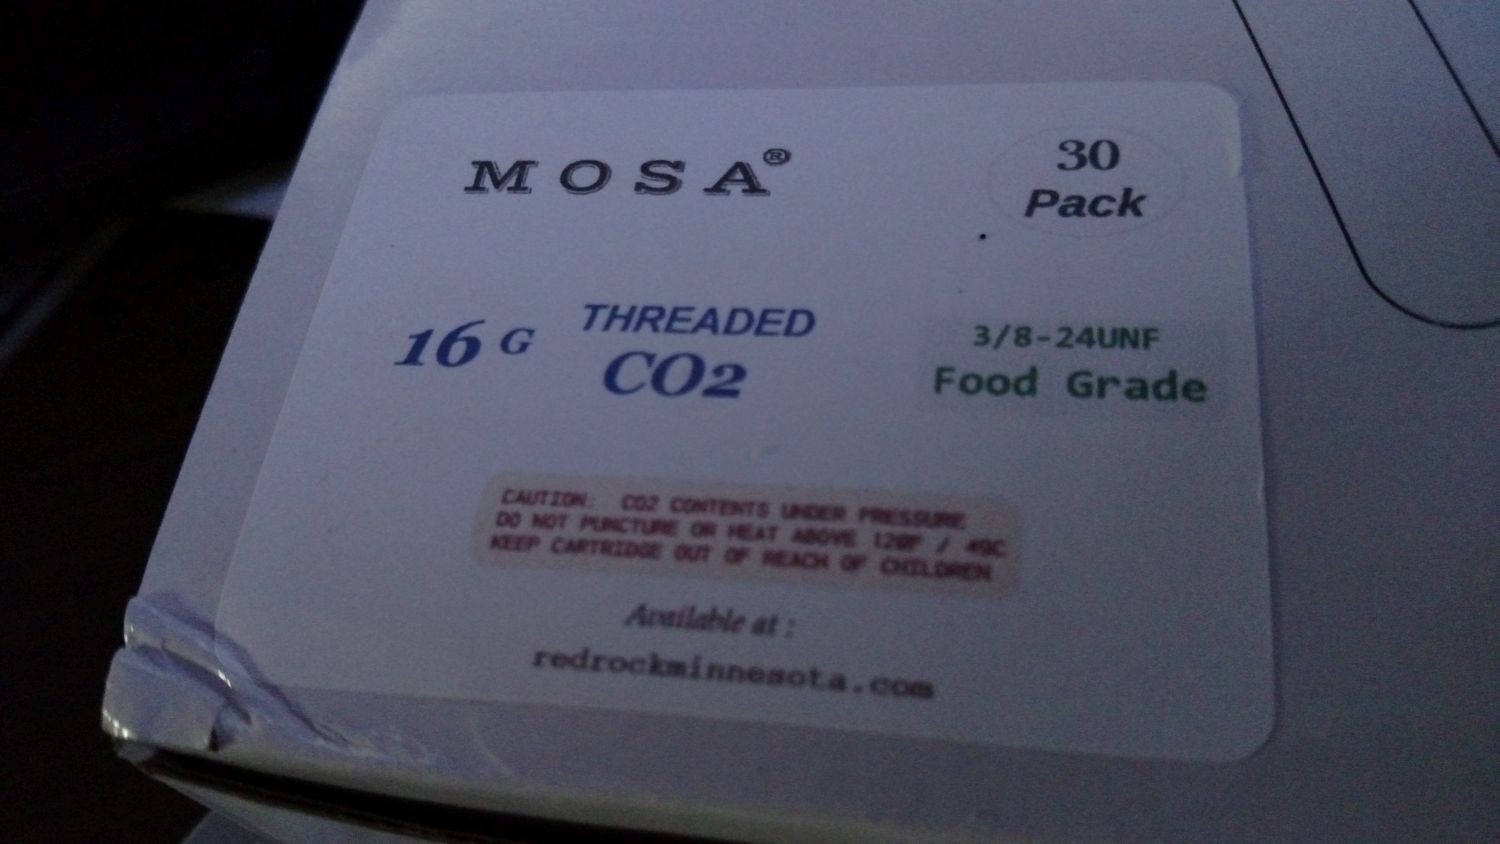 MOSA®
30
Pack
16 G
THREADED
CO2
3/8-24UNF
Food Grade
CAUTION: CO2 CONTENTS UNDER PRESSURE
DO NOT PUNCTURE OR HEAT ABOVE 120F / 49C
KEEP CARTRIDGE OUT OF REACH OF CHILDREN
Available at :
redrockminnesota.com